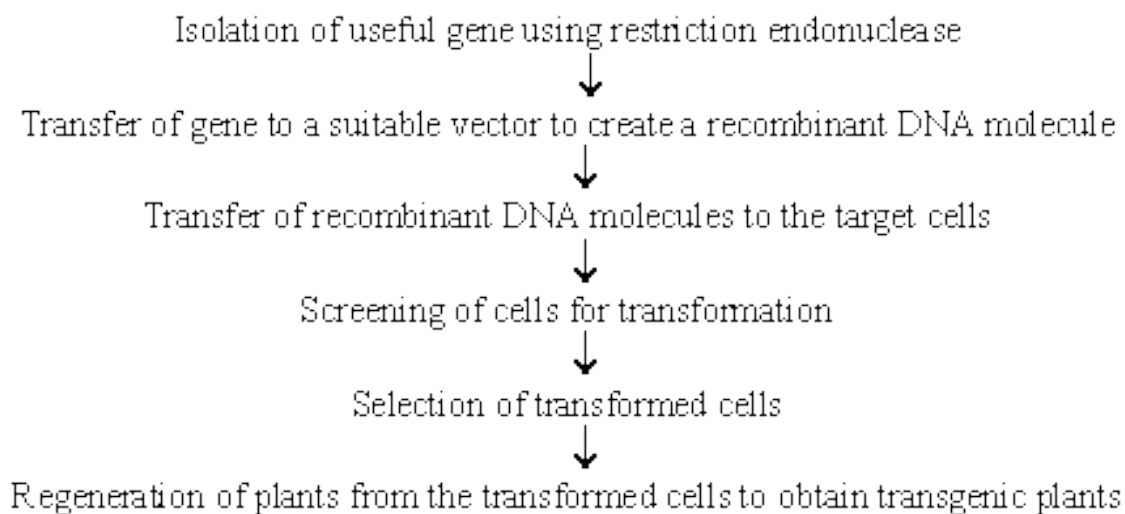 Isolation of useful gene using restriction endonuclease
Transfer of gene to a suitable vector to create a recombinant DNA molecule
Transfer of recombinant DNA molecules to the target cells
Screening of cells for transformation
Selection of transformed cells
Regeneration of plants from the transformed cells to obtain transgenic plants